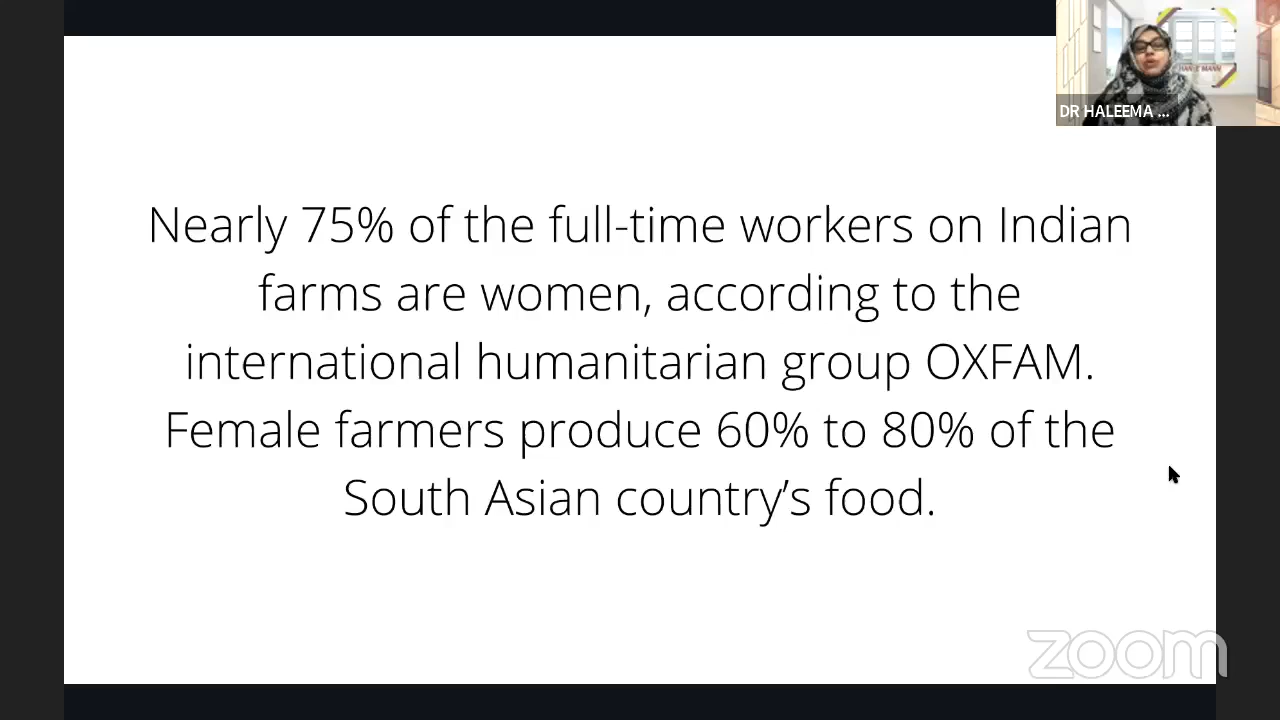 DR HALEEMA ...
Nearly 75% of the full-time workers on Indian
farms are women, according to the
international humanitarian group OXFAM.
Female farmers produce 60% to 80% of the
South Asian country’s food.
zoom